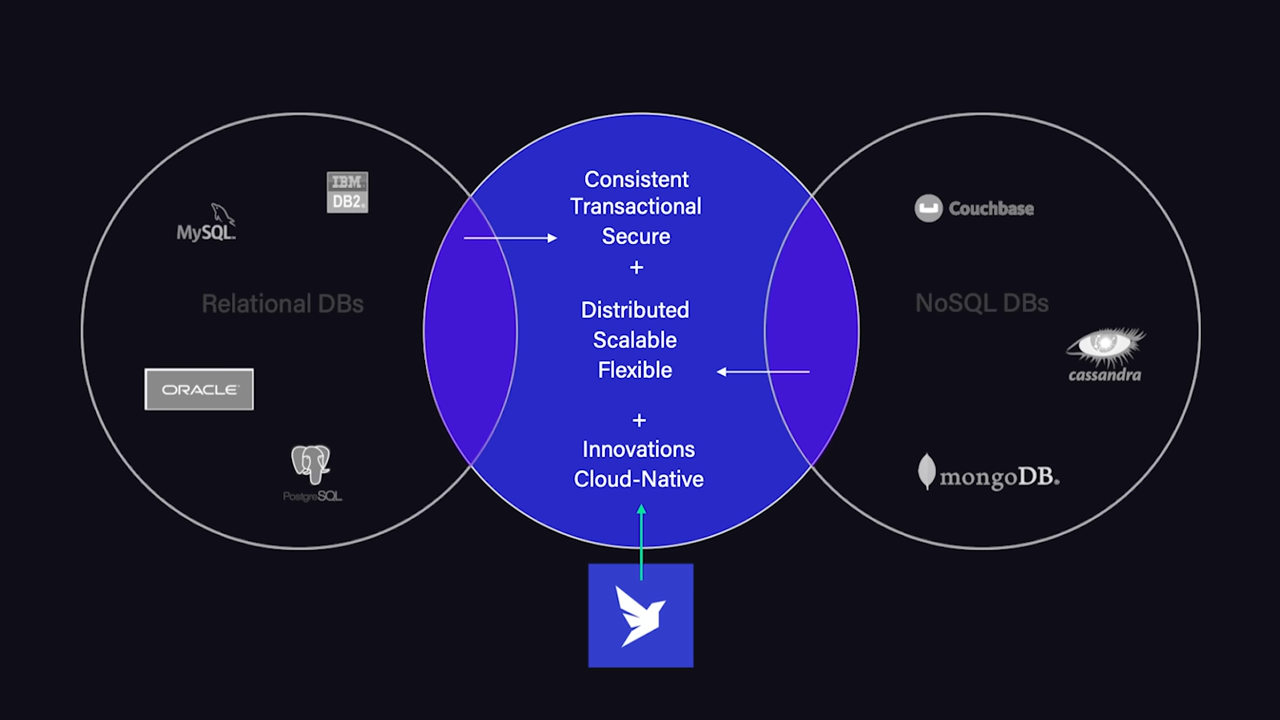 IBM
DB2.
MySQL.
Relational DBs
ORACLE
PostgreSQL
Consistent
Transactional
Secure
+
Distributed
Scalable
Flexible
+
Innovations
Cloud-Native
Couchbase
NoSQL DBs
cassandra
mongoDB.